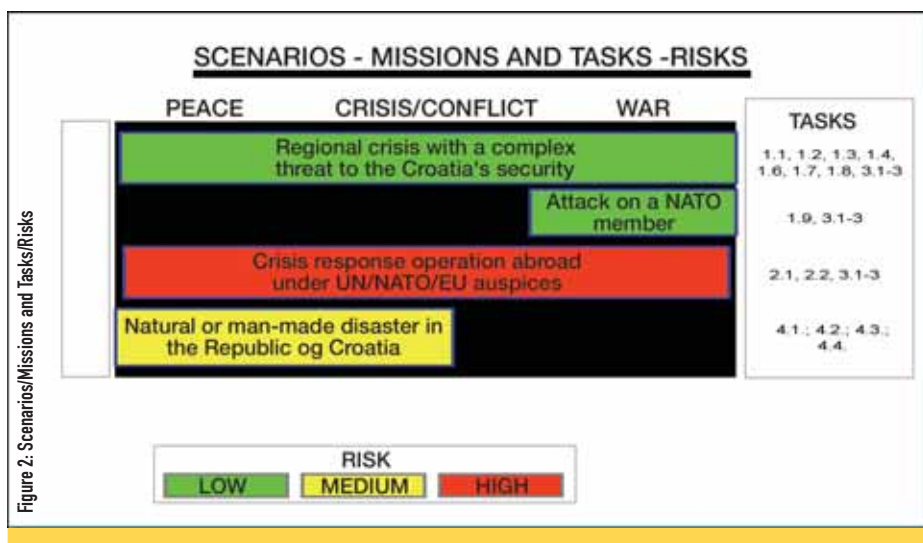 SCENARIOS - MISSIONS AND TASKS -RISKS
PEACE CRISIS/CONFLICT WAR
TASKS
Regional crisis with a complex
threat to the Croatia's security
1.1, 1.2, 1.3, 1.4,
1.6, 1.7, 1.8, 3.1-3
Attack on a NATO
member
1.9, 3.1-3
Crisis response operation abroad
under UN/NATO/EU auspices
2.1, 2.2, 3.1-3
Natural or man-made disaster in
the Republic og Croatia
4.1.; 4.2.; 4.3.;
4.4.
RISK
LOW MEDIUM HIGH
Figure 2: Scenarios/Missions and Tasks/Risks